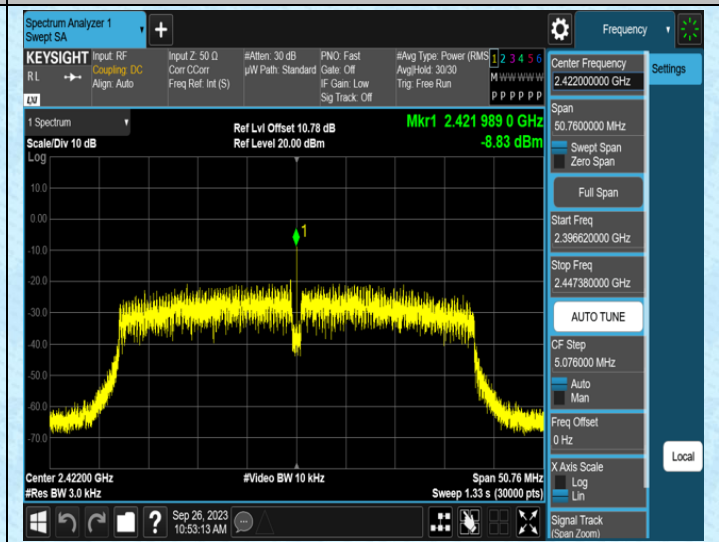 Spectrum Analyzer 1
Swept SA
+
Frequency
KEYSIGHT
RL
LXI
Input: RF
Coupling: DC
Align: Auto
Input Z: 50 Ω
Corr CCorr
Freq Ref: Int (S)
#Atten: 30 dB
µW Path: Standard
PNO: Fast
Gate: Off
IF Gain: Low
Sig Track: Off
#Avg Type: Power (RMS
Avg|Hold: 30/30
Trig: Free Run
1 2 3 4 5 6
M W W W W W
P P P P P P
1 Spectrum
Scale/Div 10 dB
Ref Lvl Offset 10.78 dB
Ref Level 20.00 dBm
Mkr1 2.421 989 0 GHz
-8.83 dBm
Log
10.0
0.00
-10.0
-20.0
-30.0
-40.0
-50.0
-60.0
-70.0
1
Center 2.42200 GHz
#Res BW 3.0 kHz
#Video BW 10 kHz
Span 50.76 MHz
Sweep 1.33 s (30000 pts)
Center Frequency
2.422000000 GHz
Settings
Span
50.7600000 MHz
Swept Span
Zero Span
Full Span
Start Freq
2.396620000 GHz
Stop Freq
2.447380000 GHz
AUTO TUNE
CF Step
5.076000 MHz
Auto
Man
Freq Offset
0 Hz
X Axis Scale
Log
Lin
Signal Track
(Span Zoom)
Local
?
Sep 26, 2023
10:53:13 AM